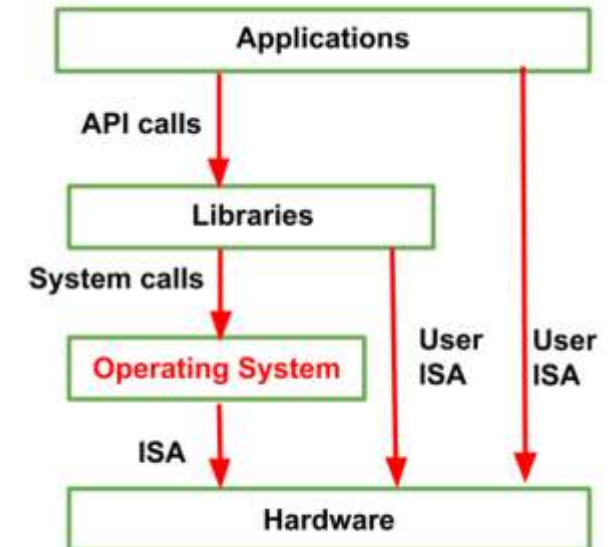 Applications
API calls
Libraries
System calls
Operating System
User
ISA
User
ISA
ISA
Hardware